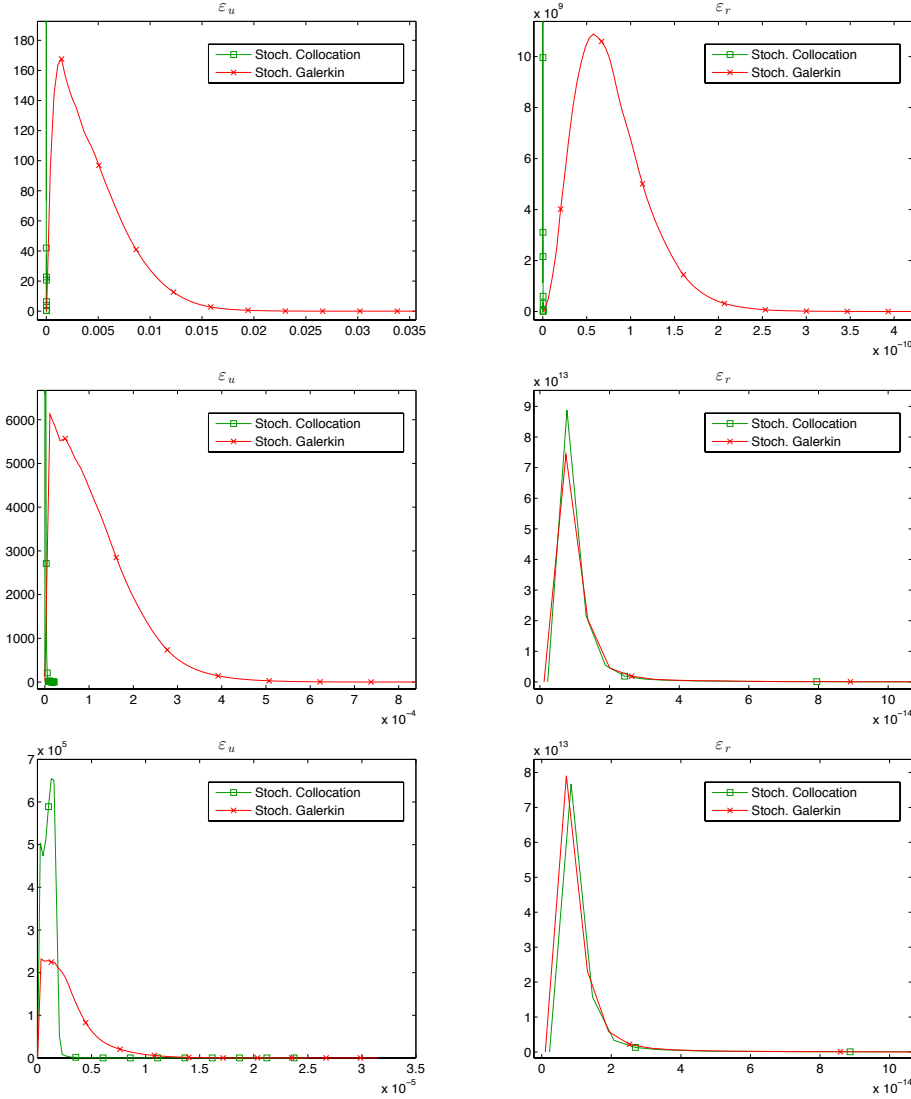 ε_u
180
160
140
120
100
80
60
40
20
0
Stoch. Collocation
Stoch. Galerkin
0 0.005 0.01 0.015 0.02 0.025 0.03 0.035
ε_r
x 10^9
10
8
6
4
2
0
Stoch. Collocation
Stoch. Galerkin
0 0.5 1 1.5 2 2.5 3 3.5 4
x 10^-10
ε_u
6000
5000
4000
3000
2000
1000
0
Stoch. Collocation
Stoch. Galerkin
0 1 2 3 4 5 6 7 8
x 10^-4
ε_r
x 10^13
9
8
7
6
5
4
3
2
1
0
Stoch. Collocation
Stoch. Galerkin
0 2 4 6 8 10
x 10^-14
ε_u
x 10^5
7
6
5
4
3
2
1
0
Stoch. Collocation
Stoch. Galerkin
0 0.5 1 1.5 2 2.5 3 3.5
x 10^-5
ε_r
x 10^13
8
7
6
5
4
3
2
1
0
Stoch. Collocation
Stoch. Galerkin
0 2 4 6 8 10
x 10^-14